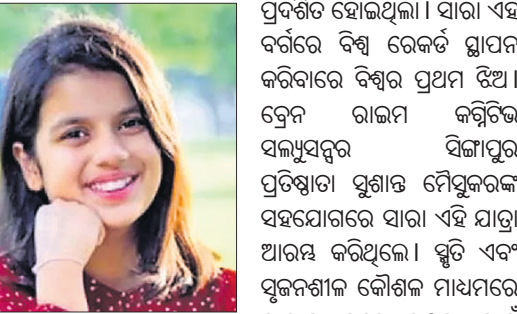 ପ୍ରଦର୍ଶିତ ହୋଇଥିଲା। ସାରା ଏହି
ବର୍ଗରେ ବିଶ୍ୱ ରେକର୍ଡ ସ୍ଥାପନ
କରିବାରେ ବିଶ୍ୱର ପ୍ରଥମ ଝିଅ।
ବ୍ରେନ ରାଇମ କଗ୍ନିଟିଭ
ସଲ୍ୟୁସନ୍ସର ସିଙ୍ଗାପୁର
ପ୍ରତିଷ୍ଠାତା ସୁଶାନ୍ତ ମୈସୁକରଙ୍କ
ସହଯୋଗରେ ସାରା ଏହି ଯାତ୍ରା
ଆରମ୍ଭ କରିଥିଲେ। ସ୍ମୃତି ଏବଂ
ସୃଜନଶୀଳ କୌଶଳ ମାଧ୍ୟମରେ